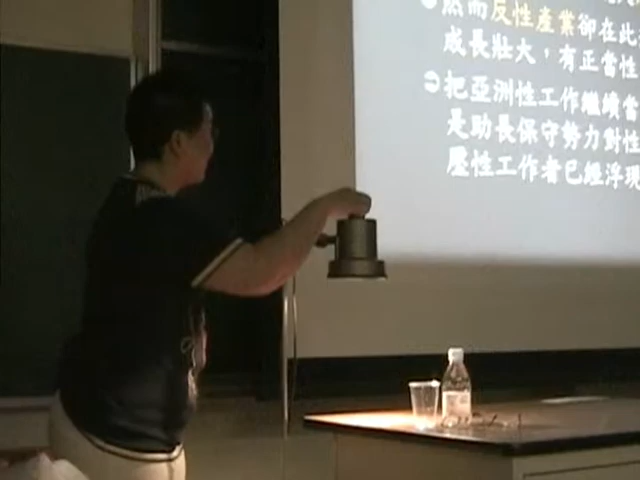 然而反性產業卻在此
成長壯大，有正當性
➲把亞洲性工作繼續當
是助長保守勢力對性
壓性工作者已經浮現